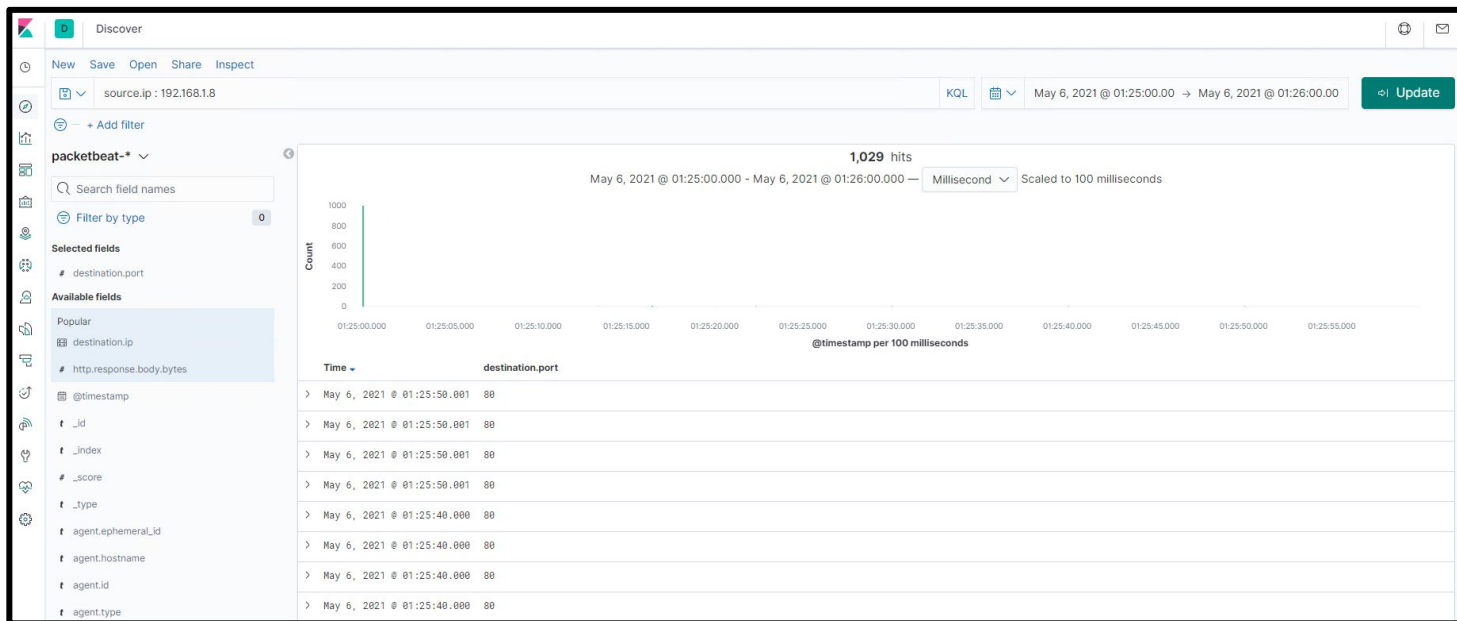 D Discover
New Save Open Share Inspect
source.ip : 192.168.1.8 KQL May 6, 2021 @ 01:25:00.00 → May 6, 2021 @ 01:26:00.00 Update
+ Add filter
packetbeat-*
Search field names
Filter by type 0
Selected fields
# destination.port
Available fields
Popular
destination.ip
# http.response.body.bytes
@timestamp
t _id
t _index
# _score
t _type
t agent.ephemeral_id
t agent.hostname
t agent.id
t agent.type
1,029 hits
May 6, 2021 @ 01:25:00.000 - May 6, 2021 @ 01:26:00.000 — Millisecond Scaled to 100 milliseconds
Count
1000
800
600
400
200
0
01:25:00.000 01:25:05.000 01:25:10.000 01:25:15.000 01:25:20.000 01:25:25.000 01:25:30.000 01:25:35.000 01:25:40.000 01:25:45.000 01:25:50.000 01:25:55.000
@timestamp per 100 milliseconds
Time destination.port
> May 6, 2021 @ 01:25:50.001 80
> May 6, 2021 @ 01:25:50.001 80
> May 6, 2021 @ 01:25:50.001 80
> May 6, 2021 @ 01:25:50.001 80
> May 6, 2021 @ 01:25:40.000 80
> May 6, 2021 @ 01:25:40.000 80
> May 6, 2021 @ 01:25:40.000 80
> May 6, 2021 @ 01:25:40.000 80